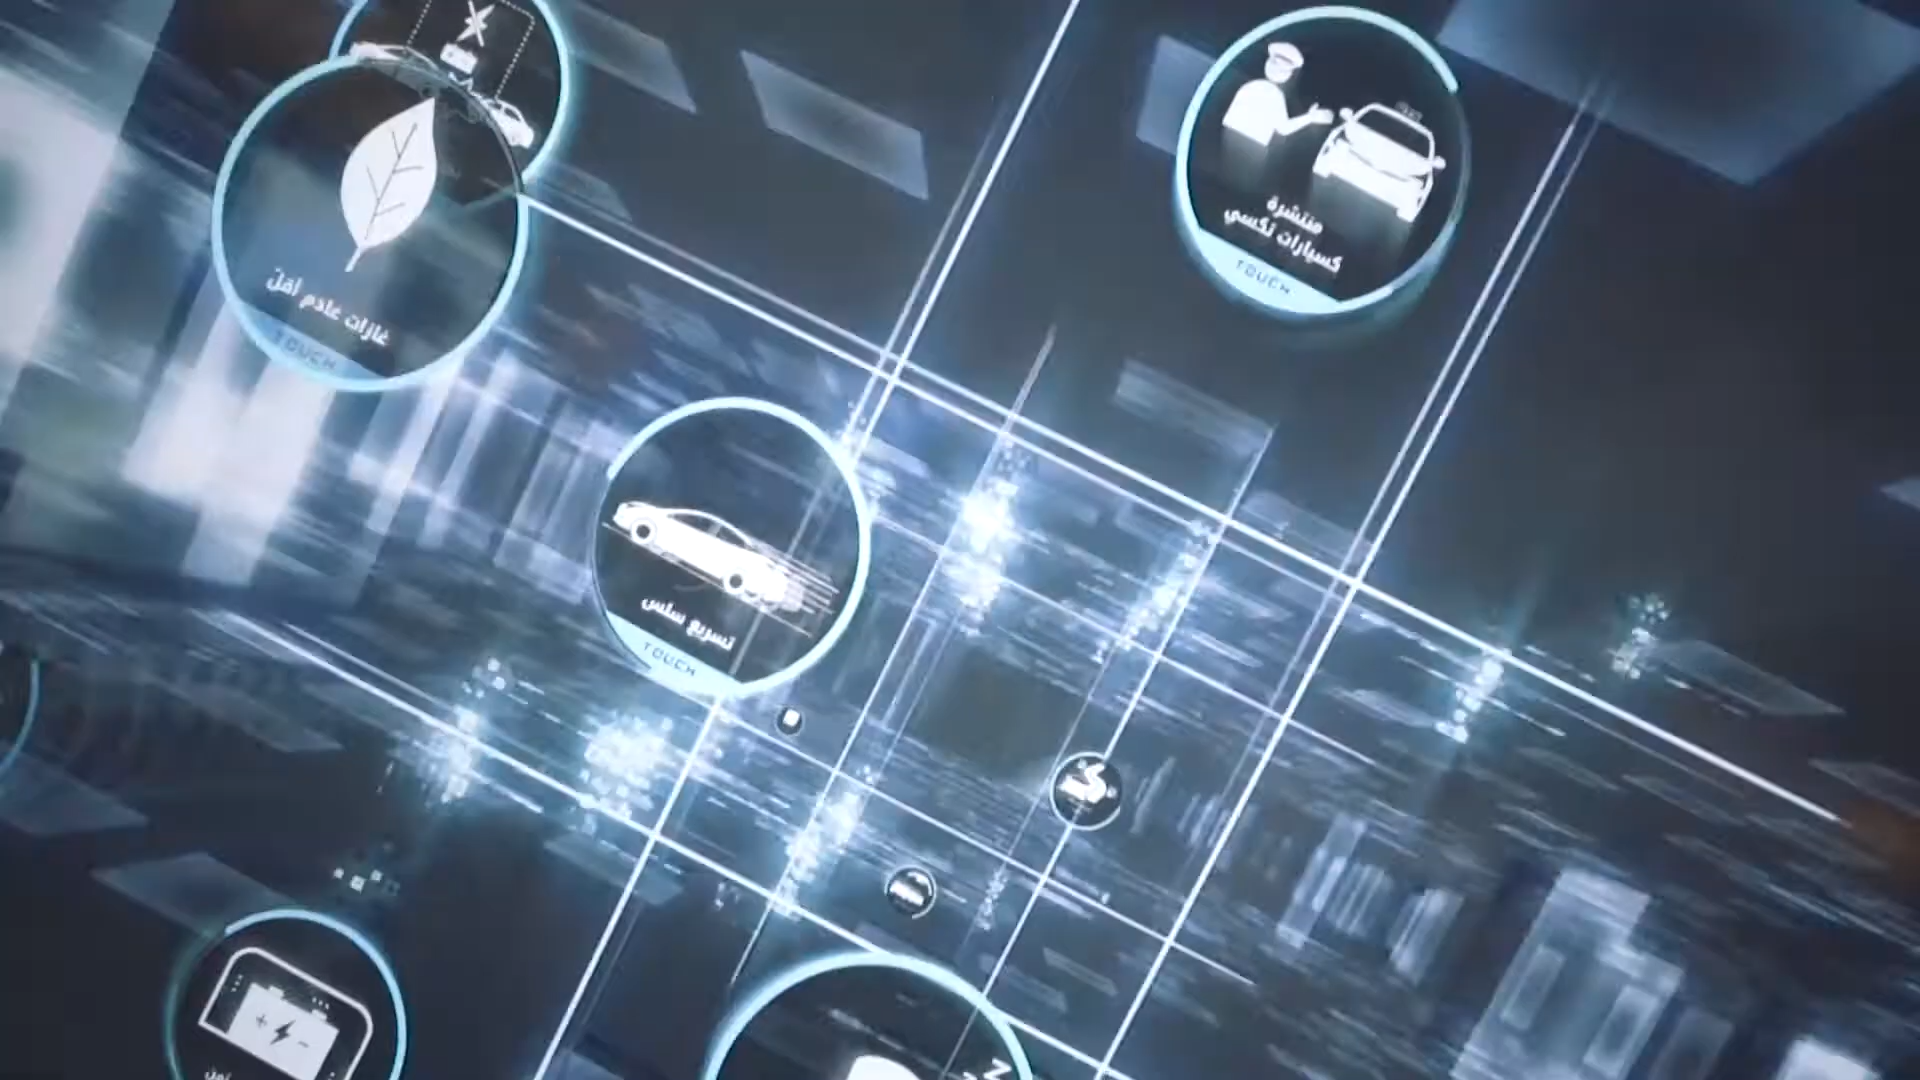 غازات عادم أقل
TOUCH
منتشرة
كسيارات تكسي
TOUCH
تسريع سلس
TOUCH